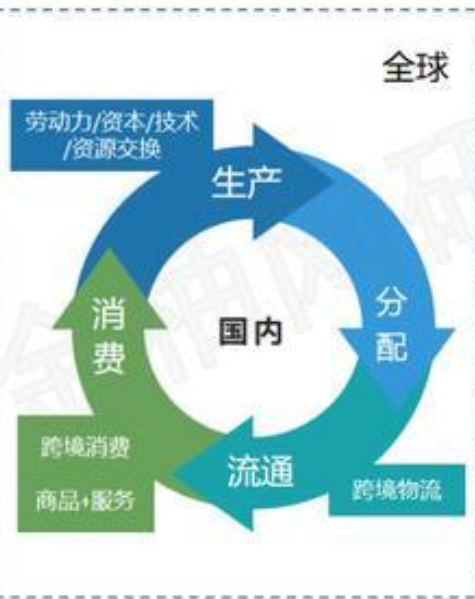 全球
劳动力/资本/技术
/资源交换
生产
分
配
国内
消
费
跨境消费
商品+服务
流通
跨境物流